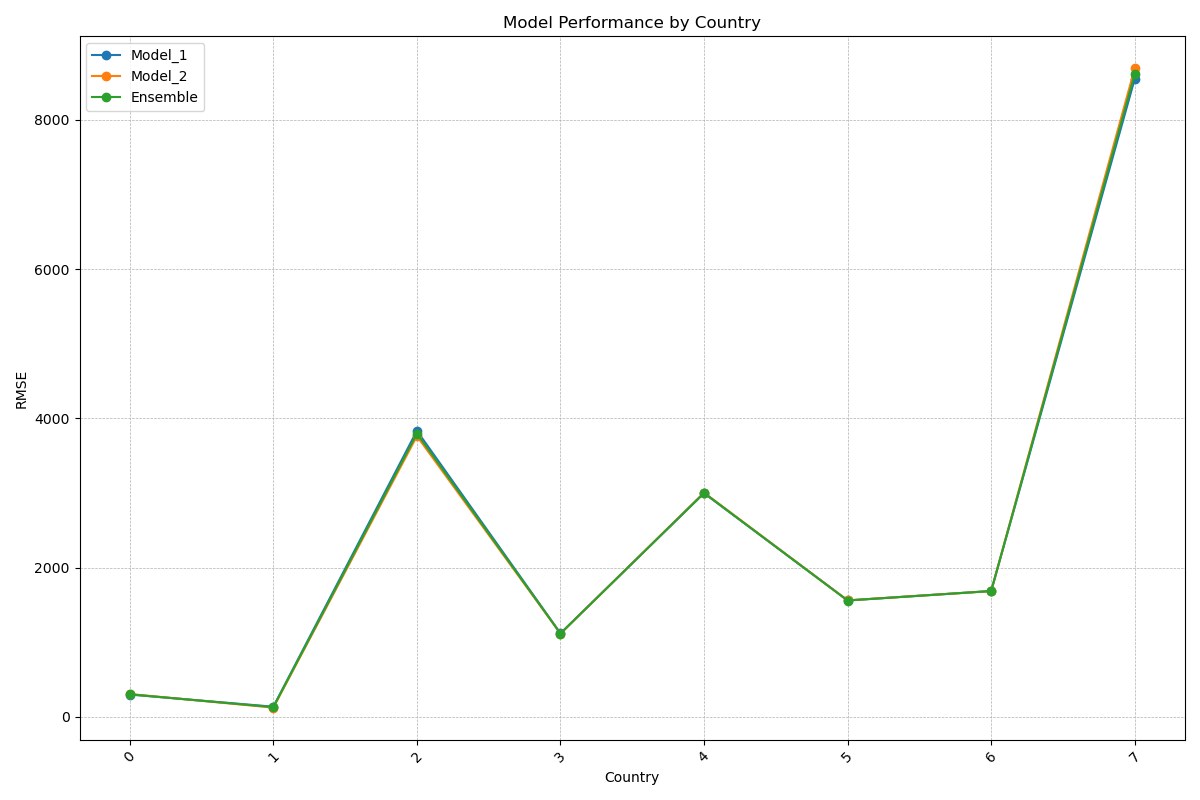 Model Performance by Country
Model_1
Model_2
Ensemble
RMSE
8000
6000
4000
2000
0
0 1 2 3 4 5 6 7
Country